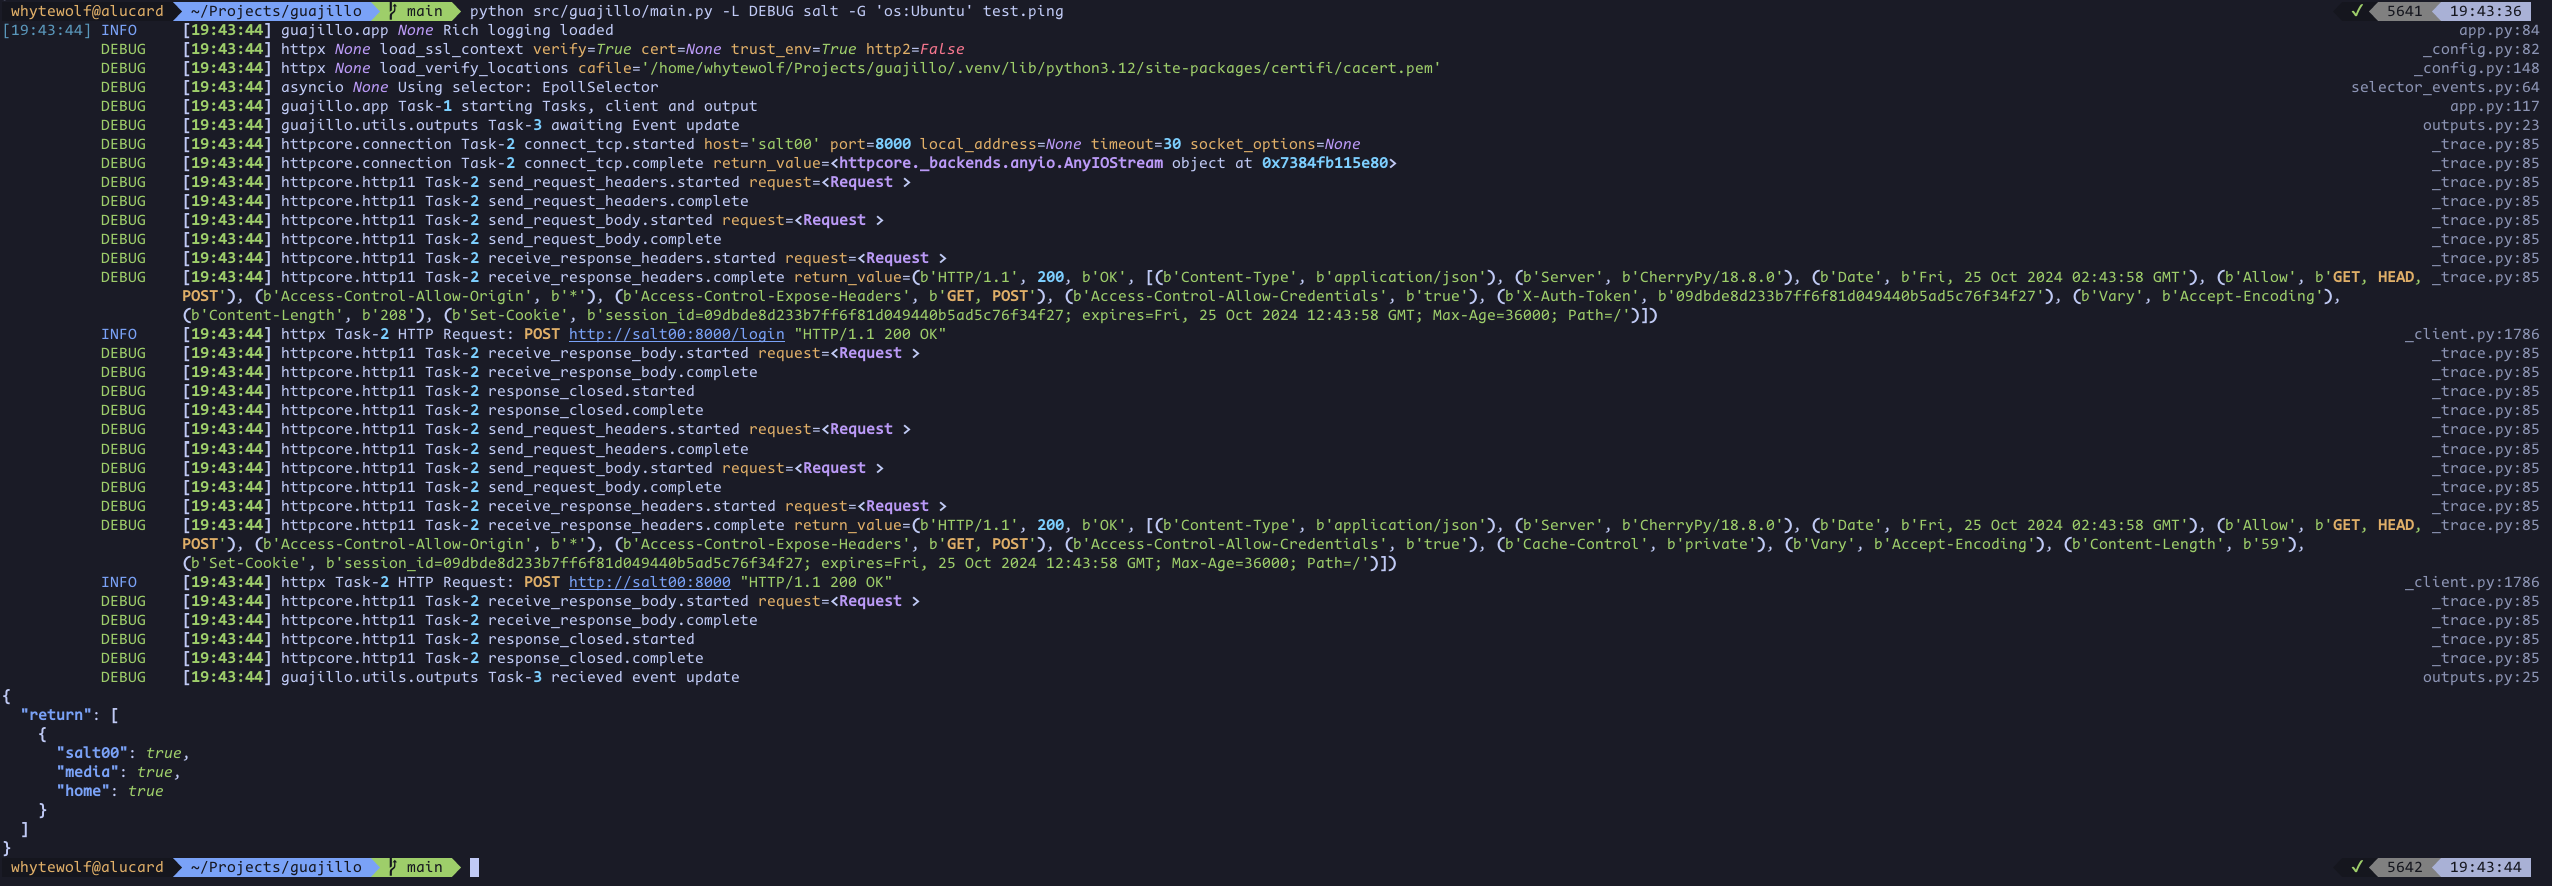 whytewolf@alucard ~/Projects/guajillo main python src/guajillo/main.py -L DEBUG salt -G 'os:Ubuntu' test.ping ✓ 5641 19:43:36
[19:43:44] INFO [19:43:44] guajillo.app None Rich logging loaded app.py:84
DEBUG [19:43:44] httpx None load_ssl_context verify=True cert=None trust_env=True http2=False _config.py:82
DEBUG [19:43:44] httpx None load_verify_locations cafile='/home/whytewolf/Projects/guajillo/.venv/lib/python3.12/site-packages/certifi/cacert.pem' _config.py:148
DEBUG [19:43:44] asyncio None Using selector: EpollSelector selector_events.py:64
DEBUG [19:43:44] guajillo.app Task-1 starting Tasks, client and output app.py:117
DEBUG [19:43:44] guajillo.utils.outputs Task-3 awaiting Event update outputs.py:23
DEBUG [19:43:44] httpcore.connection Task-2 connect_tcp.started host='salt00' port=8000 local_address=None timeout=30 socket_options=None _trace.py:85
DEBUG [19:43:44] httpcore.connection Task-2 connect_tcp.complete return_value=<httpcore._backends.anyio.AnyIOStream object at 0x7384fb115e80> _trace.py:85
DEBUG [19:43:44] httpcore.http11 Task-2 send_request_headers.started request=<Request > _trace.py:85
DEBUG [19:43:44] httpcore.http11 Task-2 send_request_headers.complete _trace.py:85
DEBUG [19:43:44] httpcore.http11 Task-2 send_request_body.started request=<Request > _trace.py:85
DEBUG [19:43:44] httpcore.http11 Task-2 send_request_body.complete _trace.py:85
DEBUG [19:43:44] httpcore.http11 Task-2 receive_response_headers.started request=<Request > _trace.py:85
DEBUG [19:43:44] httpcore.http11 Task-2 receive_response_headers.complete return_value=(b'HTTP/1.1', 200, b'OK', [(b'Content-Type', b'application/json'), (b'Server', b'CherryPy/18.8.0'), (b'Date', b'Fri, 25 Oct 2024 02:43:58 GMT'), (b'Allow', b'GET, HEAD, _trace.py:85
POST'), (b'Access-Control-Allow-Origin', b'*'), (b'Access-Control-Expose-Headers', b'GET, POST'), (b'Access-Control-Allow-Credentials', b'true'), (b'X-Auth-Token', b'09dbde8d233b7ff6f81d049440b5ad5c76f34f27'), (b'Vary', b'Accept-Encoding'),
(b'Content-Length', b'208'), (b'Set-Cookie', b'session_id=09dbde8d233b7ff6f81d049440b5ad5c76f34f27; expires=Fri, 25 Oct 2024 12:43:58 GMT; Max-Age=36000; Path=/')])
INFO [19:43:44] httpx Task-2 HTTP Request: POST http://salt00:8000/login "HTTP/1.1 200 OK" _client.py:1786
DEBUG [19:43:44] httpcore.http11 Task-2 receive_response_body.started request=<Request > _trace.py:85
DEBUG [19:43:44] httpcore.http11 Task-2 receive_response_body.complete _trace.py:85
DEBUG [19:43:44] httpcore.http11 Task-2 response_closed.started _trace.py:85
DEBUG [19:43:44] httpcore.http11 Task-2 response_closed.complete _trace.py:85
DEBUG [19:43:44] httpcore.http11 Task-2 send_request_headers.started request=<Request > _trace.py:85
DEBUG [19:43:44] httpcore.http11 Task-2 send_request_headers.complete _trace.py:85
DEBUG [19:43:44] httpcore.http11 Task-2 send_request_body.started request=<Request > _trace.py:85
DEBUG [19:43:44] httpcore.http11 Task-2 send_request_body.complete _trace.py:85
DEBUG [19:43:44] httpcore.http11 Task-2 receive_response_headers.started request=<Request > _trace.py:85
DEBUG [19:43:44] httpcore.http11 Task-2 receive_response_headers.complete return_value=(b'HTTP/1.1', 200, b'OK', [(b'Content-Type', b'application/json'), (b'Server', b'CherryPy/18.8.0'), (b'Date', b'Fri, 25 Oct 2024 02:43:58 GMT'), (b'Allow', b'GET, HEAD, _trace.py:85
POST'), (b'Access-Control-Allow-Origin', b'*'), (b'Access-Control-Expose-Headers', b'GET, POST'), (b'Access-Control-Allow-Credentials', b'true'), (b'Cache-Control', b'private'), (b'Vary', b'Accept-Encoding'), (b'Content-Length', b'59'),
(b'Set-Cookie', b'session_id=09dbde8d233b7ff6f81d049440b5ad5c76f34f27; expires=Fri, 25 Oct 2024 12:43:58 GMT; Max-Age=36000; Path=/')])
INFO [19:43:44] httpx Task-2 HTTP Request: POST http://salt00:8000 "HTTP/1.1 200 OK" _client.py:1786
DEBUG [19:43:44] httpcore.http11 Task-2 receive_response_body.started request=<Request > _trace.py:85
DEBUG [19:43:44] httpcore.http11 Task-2 receive_response_body.complete _trace.py:85
DEBUG [19:43:44] httpcore.http11 Task-2 response_closed.started _trace.py:85
DEBUG [19:43:44] httpcore.http11 Task-2 response_closed.complete _trace.py:85
DEBUG [19:43:44] guajillo.utils.outputs Task-3 recieved event update outputs.py:25
{
"return": [
{
"salt00": true,
"media": true,
"home": true
}
]
}
whytewolf@alucard ~/Projects/guajillo main ✓ 5642 19:43:44